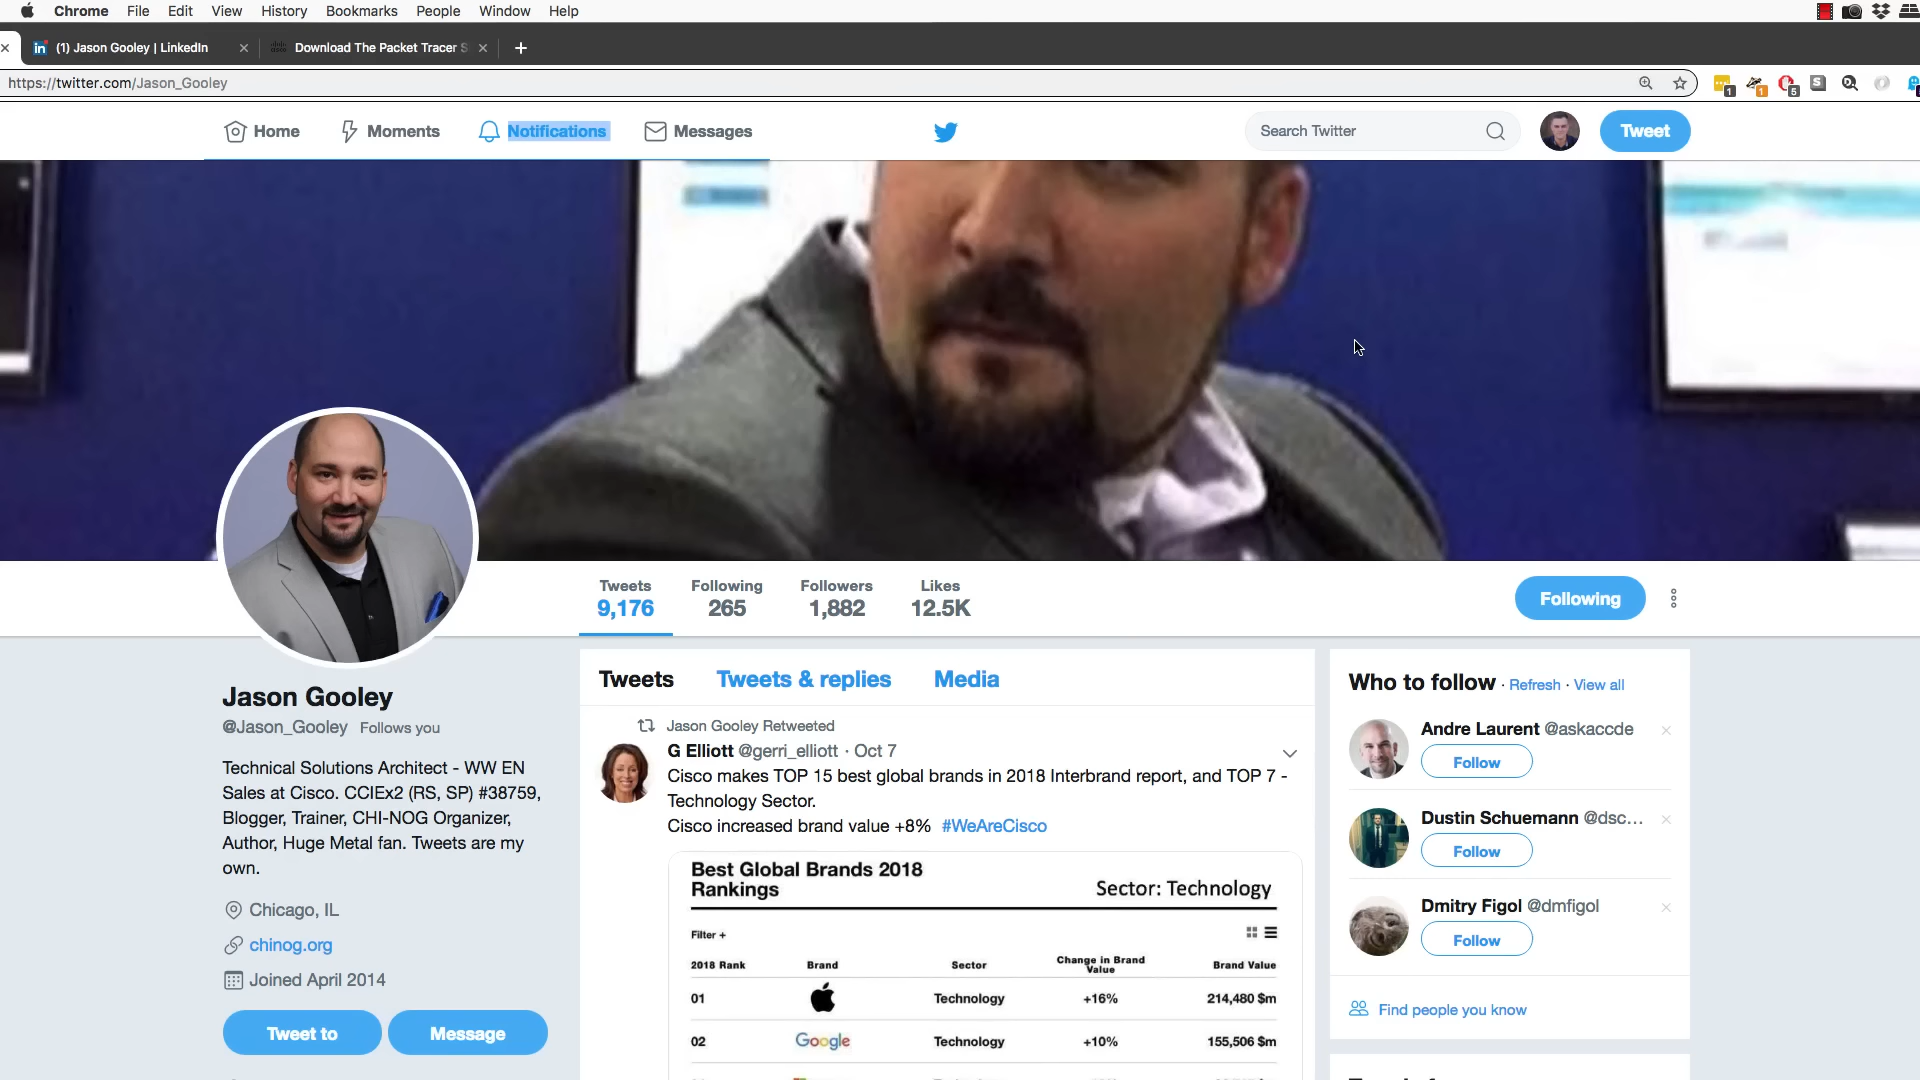 Chrome File Edit View History Bookmarks People Window Help
(1) Jason Gooley | LinkedIn Download The Packet Tracer S
https://twitter.com/Jason_Gooley
1 1 5 S
Home Moments Notifications Messages Search Twitter Tweet
Tweets Following Followers Likes
9,176 265 1,882 12.5K
Following
Jason Gooley
@Jason_Gooley Follows you
Technical Solutions Architect - WW EN
Sales at Cisco. CCIEx2 (RS, SP) #38759,
Blogger, Trainer, CHI-NOG Organizer,
Author, Huge Metal fan. Tweets are my
own.
Chicago, IL
chinog.org
Joined April 2014
Tweet to Message
Tweets Tweets & replies Media
Jason Gooley Retweeted
G Elliott @gerri_elliott · Oct 7
Cisco makes TOP 15 best global brands in 2018 Interbrand report, and TOP 7 -
Technology Sector.
Cisco increased brand value +8% #WeAreCisco
Best Global Brands 2018
Rankings
Sector: Technology
Filter +
2018 Rank Brand Sector Change in Brand Value Brand Value
01 Technology +16% 214,480 $m
02 Google Technology +10% 155,506 $m
Who to follow · Refresh · View all
Andre Laurent @askaccde
Follow
Dustin Schuemann @dsc...
Follow
Dmitry Figol @dmfigol
Follow
Find people you know